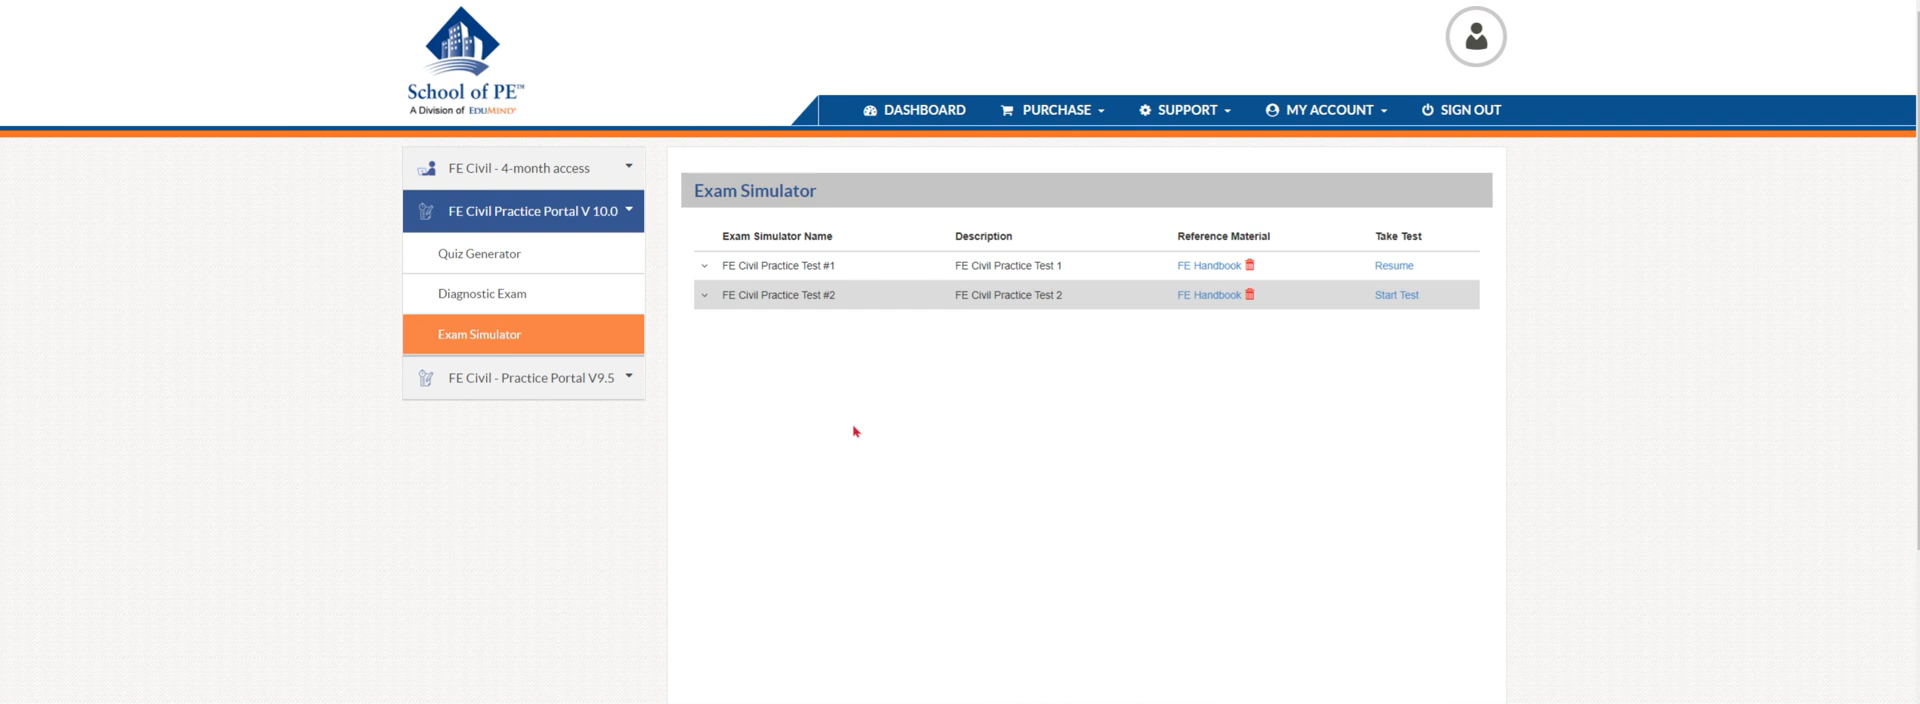 School of PE™
A Division of EDUMIND®
DASHBOARD PURCHASE SUPPORT MY ACCOUNT SIGN OUT
FE Civil - 4-month access
FE Civil Practice Portal V 10.0
Quiz Generator
Diagnostic Exam
Exam Simulator
FE Civil - Practice Portal V9.5
Exam Simulator
Exam Simulator Name Description Reference Material Take Test
FE Civil Practice Test #1 FE Civil Practice Test 1 FE Handbook Resume
FE Civil Practice Test #2 FE Civil Practice Test 2 FE Handbook Start Test